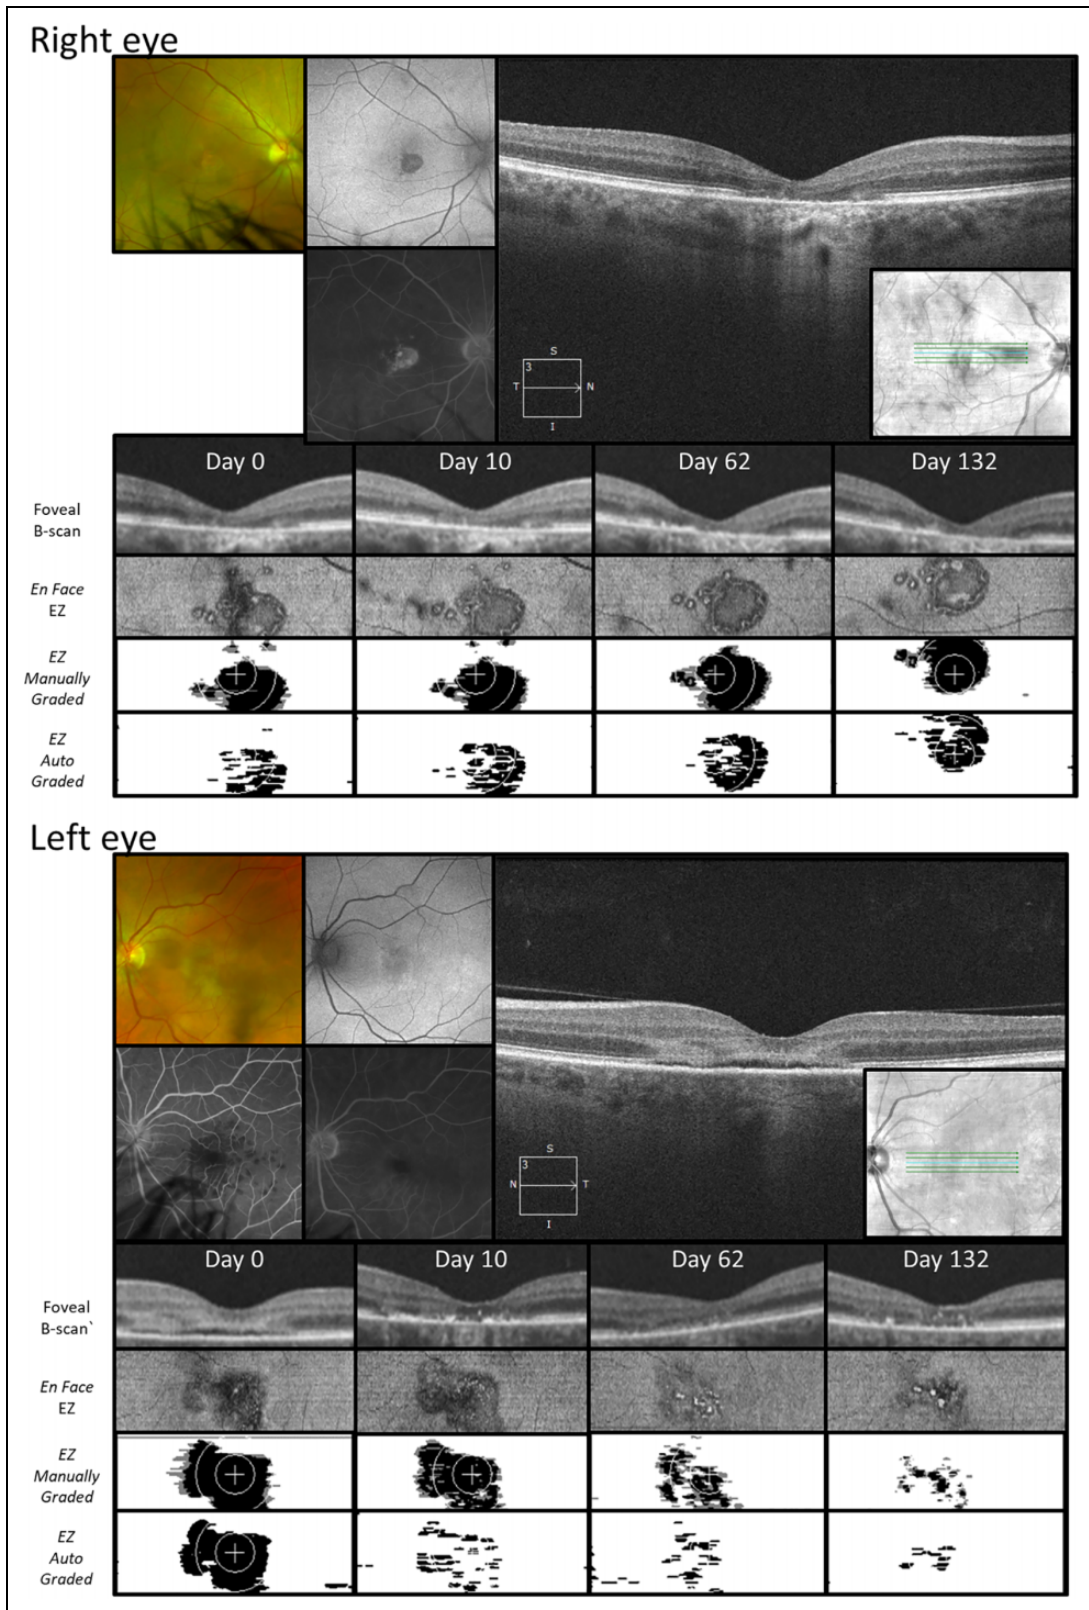 Right eye
S
3
T N
I
Day 0 Day 10 Day 62 Day 132
Foveal
B-scan
En Face
EZ
EZ
Manually
Graded
EZ
Auto
Graded
Left eye
S
3
N T
I
Day 0 Day 10 Day 62 Day 132
Foveal
B-scan`
En Face
EZ
EZ
Manually
Graded
EZ
Auto
Graded